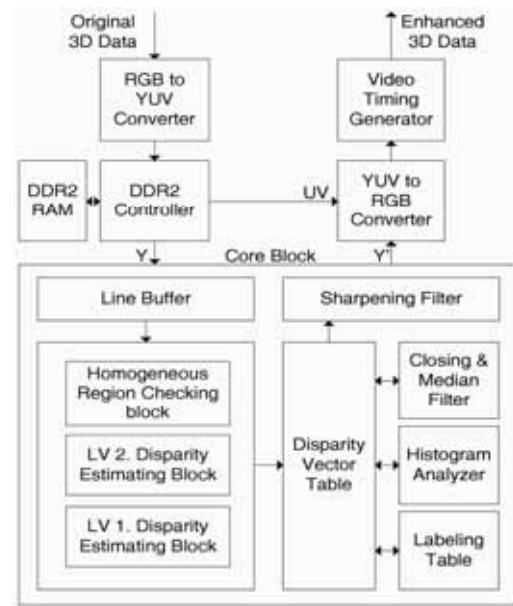 Original
3D Data
Enhanced
3D Data
RGB to
YUV
Converter
Video
Timing
Generator
DDR2
RAM
DDR2
Controller
UV
YUV to
RGB
Converter
Y
Core Block
Y"
Line Buffer
Sharpening Filter
Homogeneous
Region Checking
block
LV 2. Disparity
Estimating Block
LV 1. Disparity
Estimating Block
Disparity
Vector
Table
Closing &
Median
Filter
Histogram
Analyzer
Labeling
Table